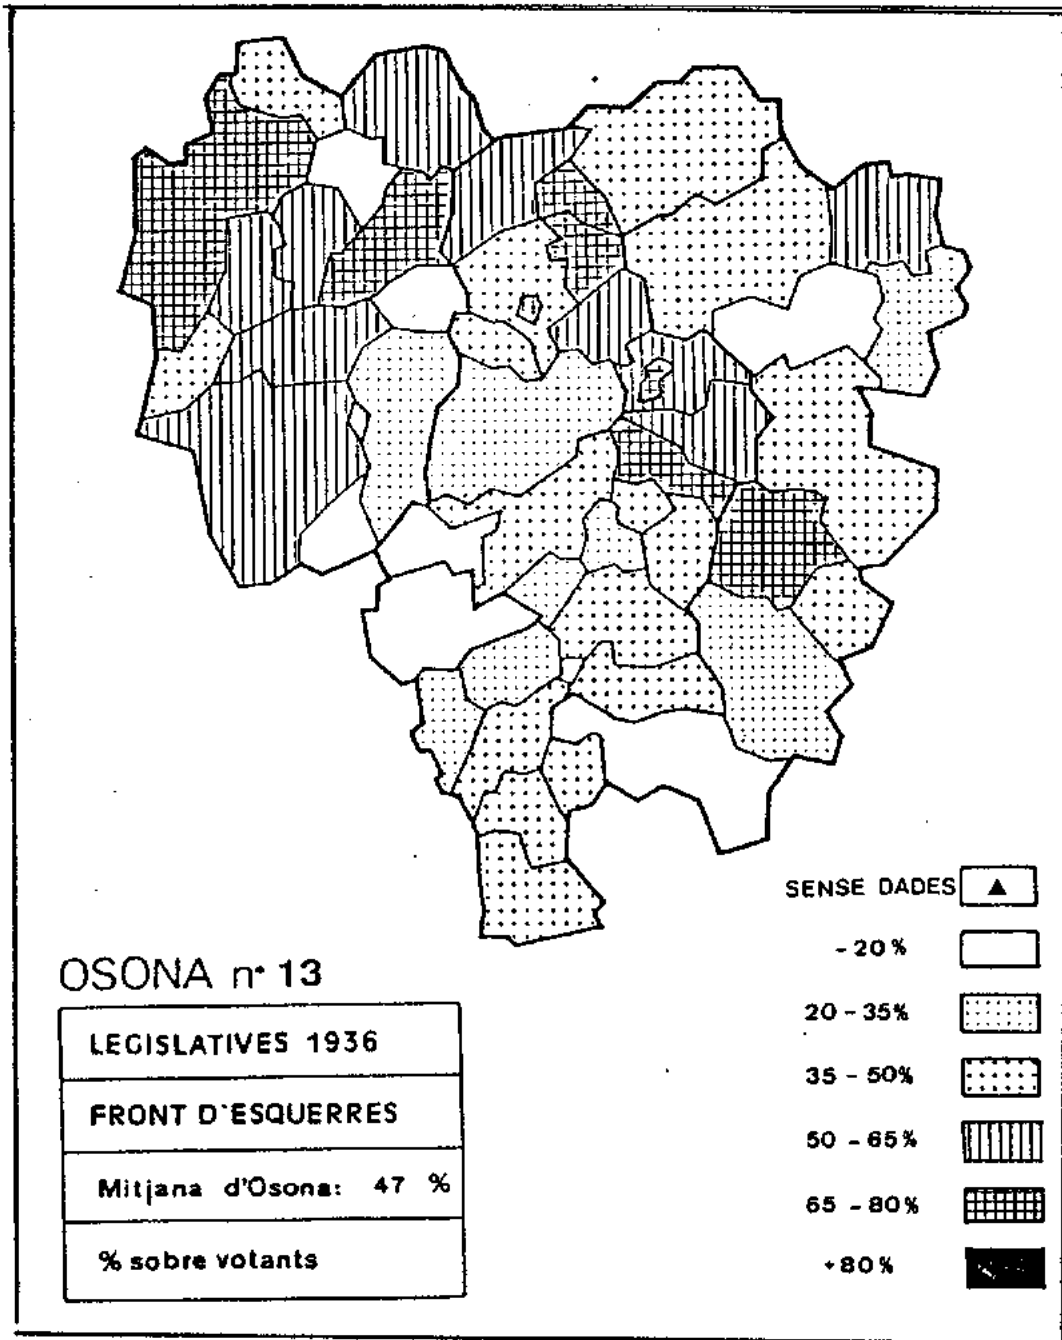 SENSE DADES ▲
-20%
20-35%
35-50%
50-65%
65-80%
+80%
OSONA nº 13
LEGISLATIVES 1936
FRONT D'ESQUERRES
Mitjana d'Osona: 47 %
% sobre votants